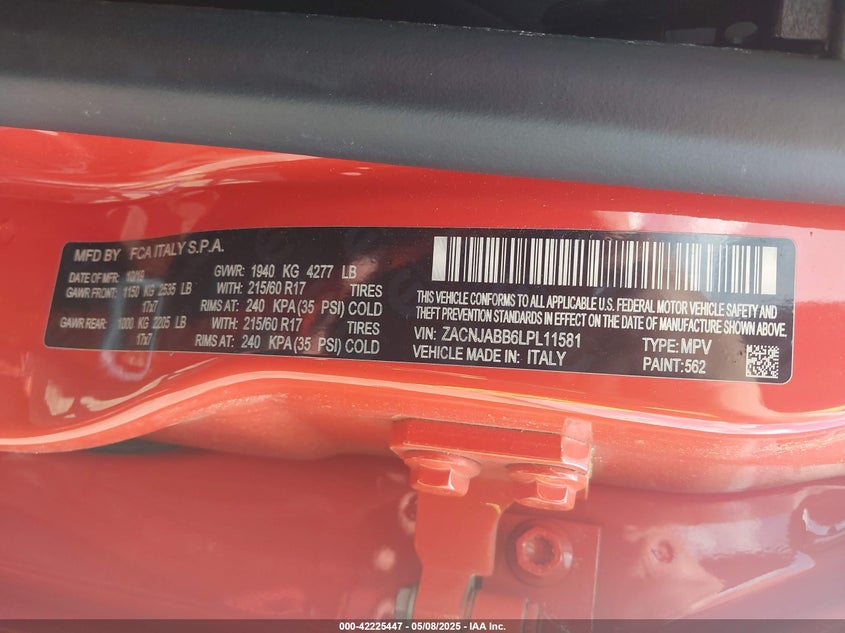 MFD BY FCA ITALY S.P.A.
DATE OF MFR: 10/19 GVWR: 1940 KG 4277 LB
GAWR FRONT: 1150 KG 2535 LB WITH: 215/60 R17 TIRES
17x7 RIMS AT: 240 KPA (35 PSI) COLD
GAWR REAR: 1000 KG 2205 LB WITH: 215/60 R17 TIRES
17x7 RIMS AT: 240 KPA (35 PSI) COLD
THIS VEHICLE CONFORMS TO ALL APPLICABLE U.S. FEDERAL MOTOR VEHICLE SAFETY AND
THEFT PREVENTION STANDARDS IN EFFECT ON THE DATE OF MANUFACTURE SHOWN ABOVE.
VIN: ZACNJABB6LPL11581 TYPE: MPV
VEHICLE MADE IN: ITALY PAINT: 562
000-42225447 - 05/08/2025 - IAA Inc.